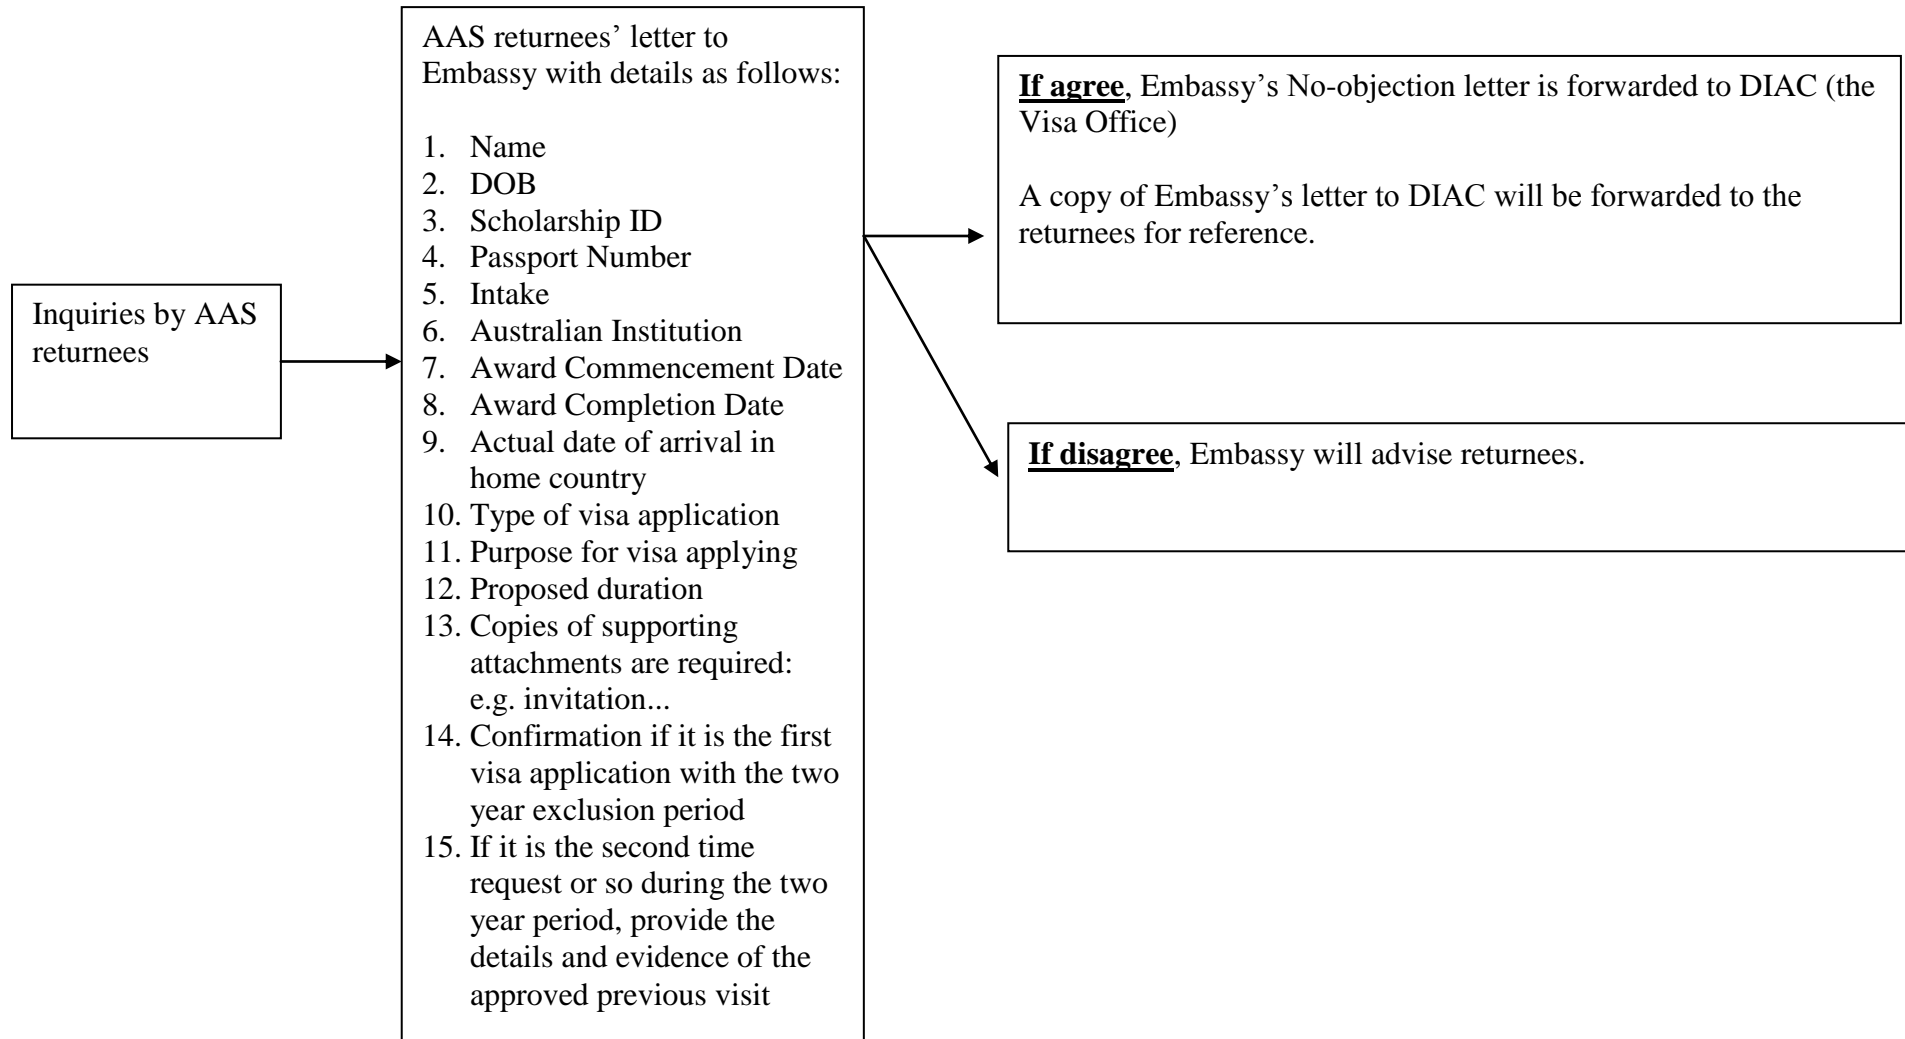 Inquiries by AAS
returnees
AAS returnees’ letter to
Embassy with details as follows:
1. Name
2. DOB
3. Scholarship ID
4. Passport Number
5. Intake
6. Australian Institution
7. Award Commencement Date
8. Award Completion Date
9. Actual date of arrival in
home country
10. Type of visa application
11. Purpose for visa applying
12. Proposed duration
13. Copies of supporting
attachments are required:
e.g. invitation...
14. Confirmation if it is the first
visa application with the two
year exclusion period
15. If it is the second time
request or so during the two
year period, provide the
details and evidence of the
approved previous visit
If agree, Embassy’s No-objection letter is forwarded to DIAC (the
Visa Office)
A copy of Embassy’s letter to DIAC will be forwarded to the
returnees for reference.
If disagree, Embassy will advise returnees.